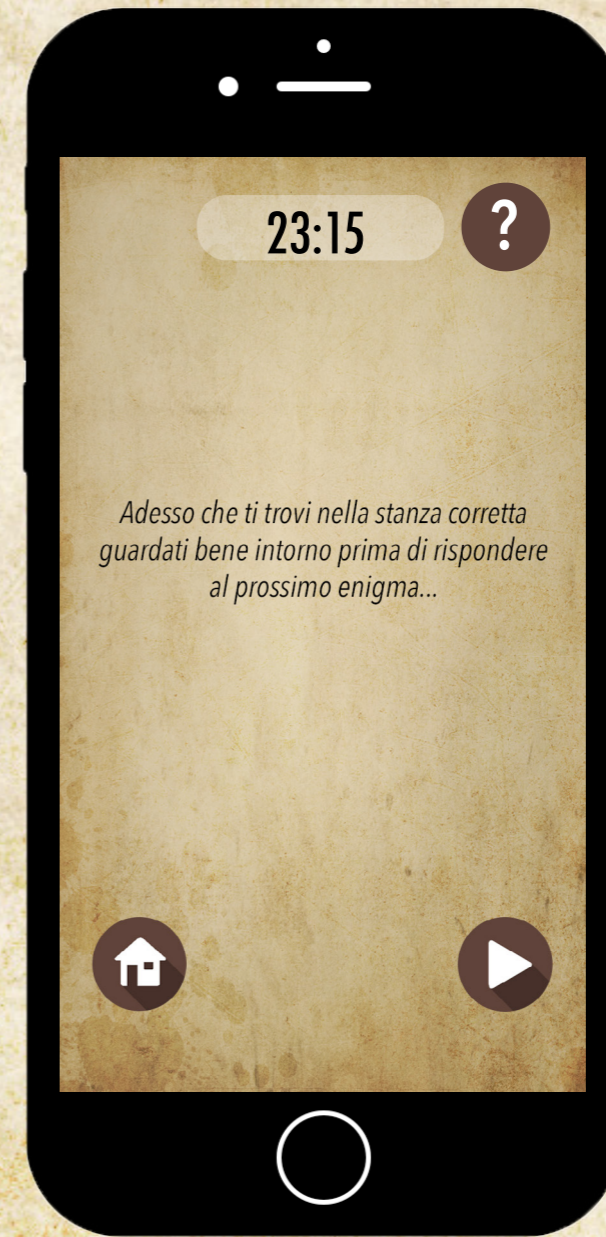 23:15
?
Adesso che ti trovi nella stanza corretta
guardati bene intorno prima di rispondere
al prossimo enigma...